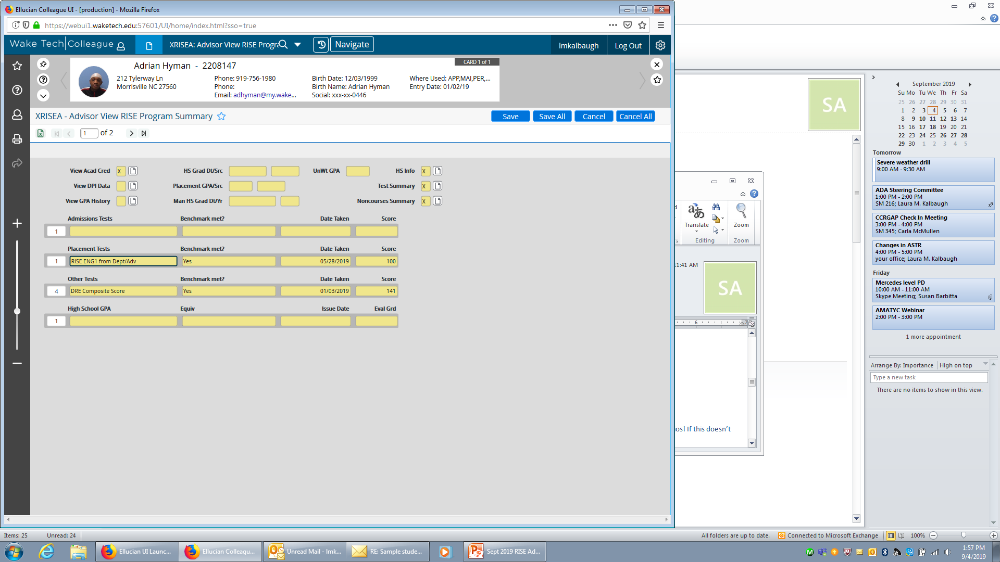 Ellucian Colleague UI - [production] - Mozilla Firefox
https://webui1.waketech.edu:57601/UI/home/index.html?sso=true
Wake Tech Colleague
XRISEA: Advisor View RISE Progra
Navigate
lmkalbaugh
Log Out
CARD 1 of 1
Adrian Hyman - 2208147
212 Tylerway Ln
Morrisville NC 27560
Phone: 919-756-1980
Phone:
Email: adhyman@my.wake...
Birth Date: 12/03/1999
Birth Name: Adrian Hyman
Social: xxx-xx-0446
Where Used: APP,MAI,PER,...
Entry Date: 01/02/19
XRISEA - Advisor View RISE Program Summary
Save
Save All
Cancel
Cancel All
1 of 2
View Acad Cred X
HS Grad Dt/Src
UnWt GPA
HS Info X
View DPI Data
Placement GPA/Src
Test Summary X
View GPA History
Man HS Grad Dt/Yr
Noncourses Summary X
Admissions Tests Benchmark met? Date Taken Score
1
Placement Tests Benchmark met? Date Taken Score
1 RISE ENG1 from Dept/Adv Yes 05/28/2019 100
Other Tests Benchmark met? Date Taken Score
4 DRE Composite Score Yes 01/03/2019 141
High School GPA Equiv Issue Date Eval Grd
1
SA
Translate
Zoom
Editing Zoom
11:41 AM
SA
6 7
ios! If this doesn't
September 2019
Su Mo Tu We Th Fr Sa
25 26 27 28 29 30 31
1 2 3 4 5 6 7
8 9 10 11 12 13 14
15 16 17 18 19 20 21
22 23 24 25 26 27 28
29 30 1 2 3 4 5
Tomorrow
Severe weather drill
9:00 AM - 9:30 AM
ADA Steering Committee
1:00 PM - 2:00 PM
SM 216; Laura M. Kalbaugh
CCRGAP Check In Meeting
3:00 PM - 4:00 PM
SM 345; Carla McMullen
Changes in ASTR
4:00 PM - 5:00 PM
your office; Laura M. Kalbaugh
Friday
Mercedes level PD
10:00 AM - 11:00 AM
Skype Meeting; Susan Barbitta
AMATYC Webinar
2:00 PM - 3:00 PM
1 more appointment
Arrange By: Importance High on top
Type a new task
There are no items to show in this view.
Items: 25 Unread: 24
All folders are up to date. Connected to Microsoft Exchange 100%
Ellucian UI Launc...
Ellucian Colleagu...
Unread Mail - lmk...
RE: Sample stude...
Sept 2019 RISE Ad...
1:57 PM
9/4/2019